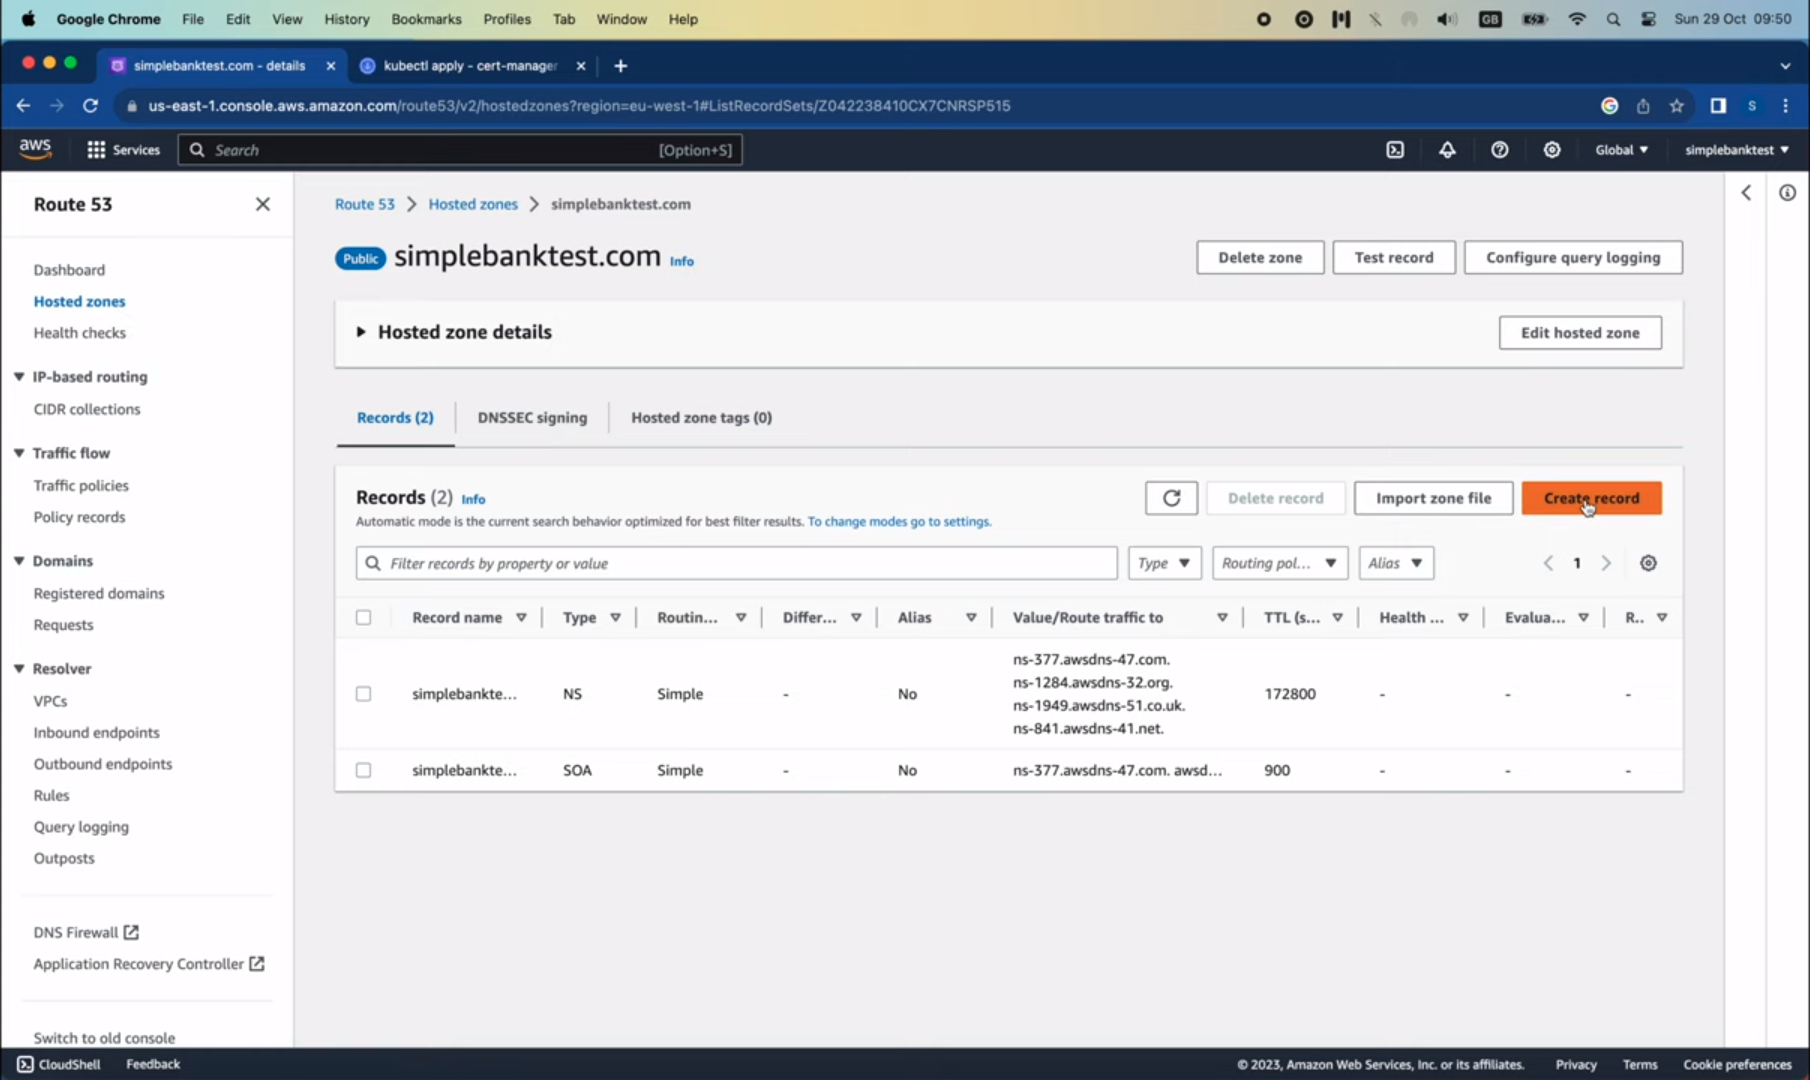 Google Chrome File Edit View History Bookmarks Profiles Tab Window Help GB Sun 29 Oct 09:50
simplebanktest.com - details kubectl apply - cert-manager
us-east-1.console.aws.amazon.com/route53/v2/hostedzones?region=eu-west-1#ListRecordSets/Z042238410CX7CNRSP515 S
aws Services Search [Option+S] Global simplebanktest
Route 53
Dashboard
Hosted zones
Health checks
IP-based routing
CIDR collections
Traffic flow
Traffic policies
Policy records
Domains
Registered domains
Requests
Resolver
VPCs
Inbound endpoints
Outbound endpoints
Rules
Query logging
Outposts
DNS Firewall
Application Recovery Controller
Switch to old console
Route 53 Hosted zones simplebanktest.com
Public simplebanktest.com Info Delete zone Test record Configure query logging
Hosted zone details Edit hosted zone
Records (2) DNSSEC signing Hosted zone tags (0)
Records (2) Info Delete record Import zone file Create record
Automatic mode is the current search behavior optimized for best filter results. To change modes go to settings.
Filter records by property or value Type Routing pol... Alias 1
Record name Type Routin... Differ... Alias Value/Route traffic to TTL (s... Health ... Evalua... R..
simplebankte... NS Simple - No ns-377.awsdns-47.com.
ns-1284.awsdns-32.org.
ns-1949.awsdns-51.co.uk.
ns-841.awsdns-41.net. 172800 - - -
simplebankte... SOA Simple - No ns-377.awsdns-47.com. awsd... 900 - - -
CloudShell Feedback © 2023, Amazon Web Services, Inc. or its affiliates. Privacy Terms Cookie preferences